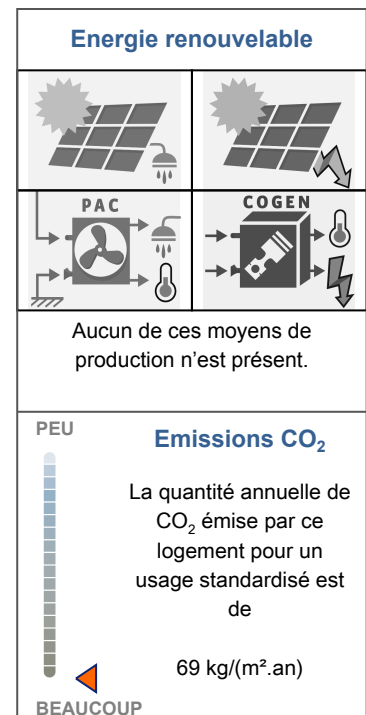 Energie renouvelable
PAC
COGEN
Aucun de ces moyens de
production n'est présent.
PEU
Emissions CO₂
La quantité annuelle de
CO₂ émise par ce
logement pour un
usage standardisé est
de
69 kg/(m².an)
BEAUCOUP